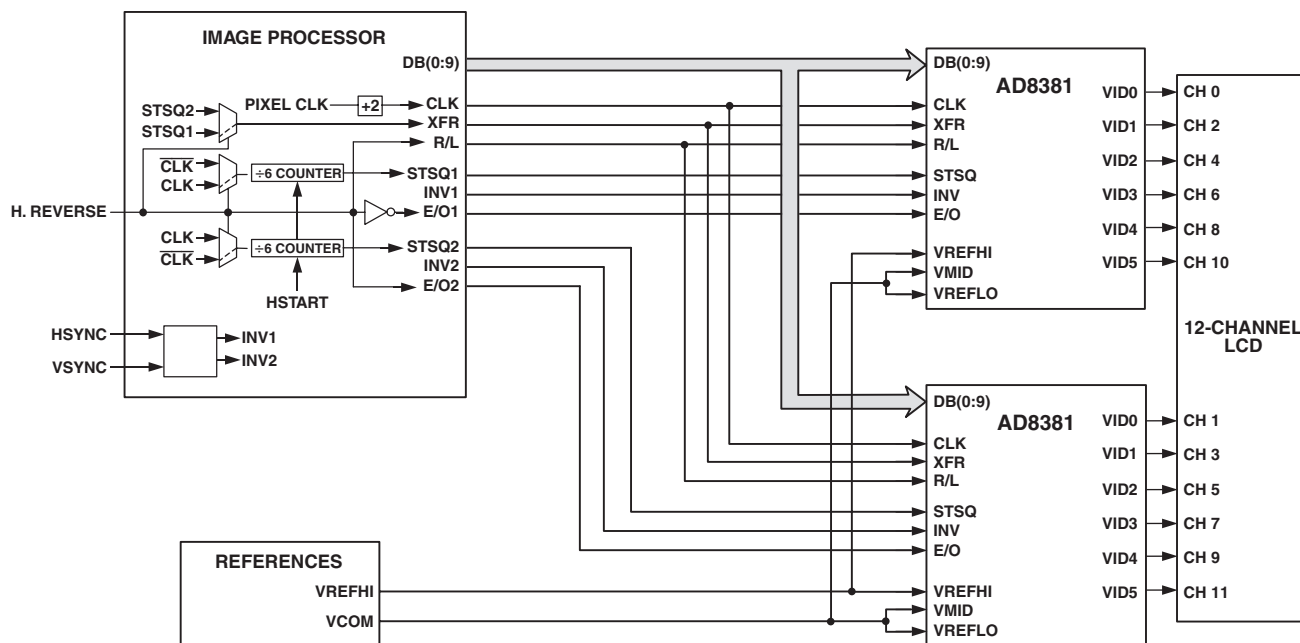 IMAGE PROCESSOR
DB(0:9)
PIXEL CLK
÷2
CLK
STSQ2
STSQ1
XFR
R/L
CLK
CLK
÷6 COUNTER
STSQ1
INV1
H. REVERSE
E/O1
CLK
CLK
÷6 COUNTER
STSQ2
INV2
E/O2
HSTART
HSYNC
VSYNC
INV1
INV2
REFERENCES
VREFHI
VCOM
AD8381
DB(0:9)
CLK
XFR
R/L
STSQ
INV
E/O
VREFHI
VMID
VREFLO
VID0
VID1
VID2
VID3
VID4
VID5
AD8381
DB(0:9)
CLK
XFR
R/L
STSQ
INV
E/O
VREFHI
VMID
VREFLO
VID0
VID1
VID2
VID3
VID4
VID5
CH 0
CH 2
CH 4
CH 6
CH 8
CH 10
12-CHANNEL
LCD
CH 1
CH 3
CH 5
CH 7
CH 9
CH 11